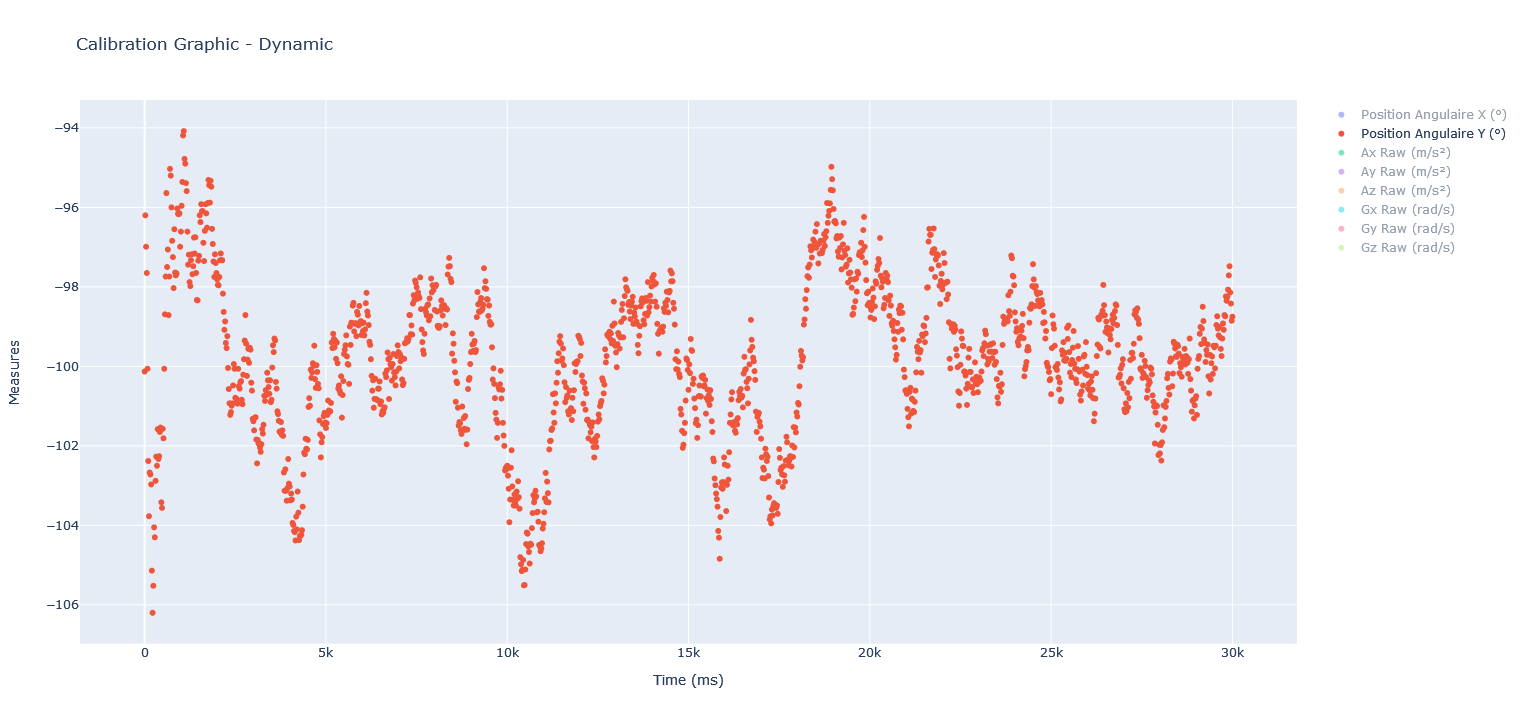 Calibration Graphic - Dynamic
Measures
−94
−96
−98
−100
−102
−104
−106
0
5k
10k
15k
20k
25k
30k
Time (ms)
Position Angulaire X (°)
Position Angulaire Y (°)
Ax Raw (m/s²)
Ay Raw (m/s²)
Az Raw (m/s²)
Gx Raw (rad/s)
Gy Raw (rad/s)
Gz Raw (rad/s)